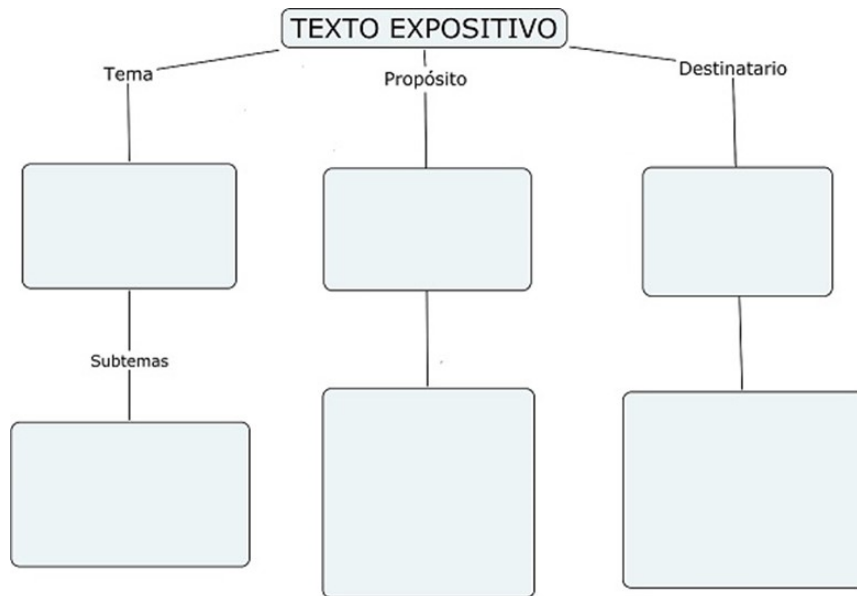 TEXTO EXPOSITIVO
Tema
Propósito
Destinatario
Subtemas